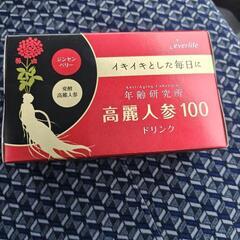 everlife
ジンセン
ベリー
発酵
高麗人参
イキイキとした毎日に
Anti-Aging Laboratory
年齢研究所
高麗人参100
ドリンク